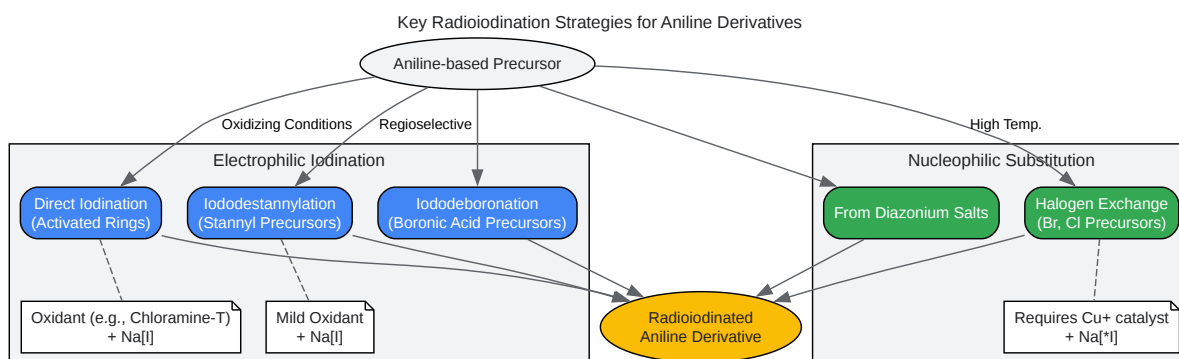 Key Radioiodination Strategies for Aniline Derivatives
Aniline-based Precursor
Oxidizing Conditions
Regioselective
High Temp.
Electrophilic Iodination
Nucleophilic Substitution
Direct Iodination
(Activated Rings)
Iododestannylation
(Stannyl Precursors)
Iododeboronation
(Boronic Acid Precursors)
From Diazonium Salts
Halogen Exchange
(Br, Cl Precursors)
Oxidant (e.g., Chloramine-T)
+ Na[I]
Mild Oxidant
+ Na[I]
Radioiodinated
Aniline Derivative
Requires Cu+ catalyst
+ Na[*I]